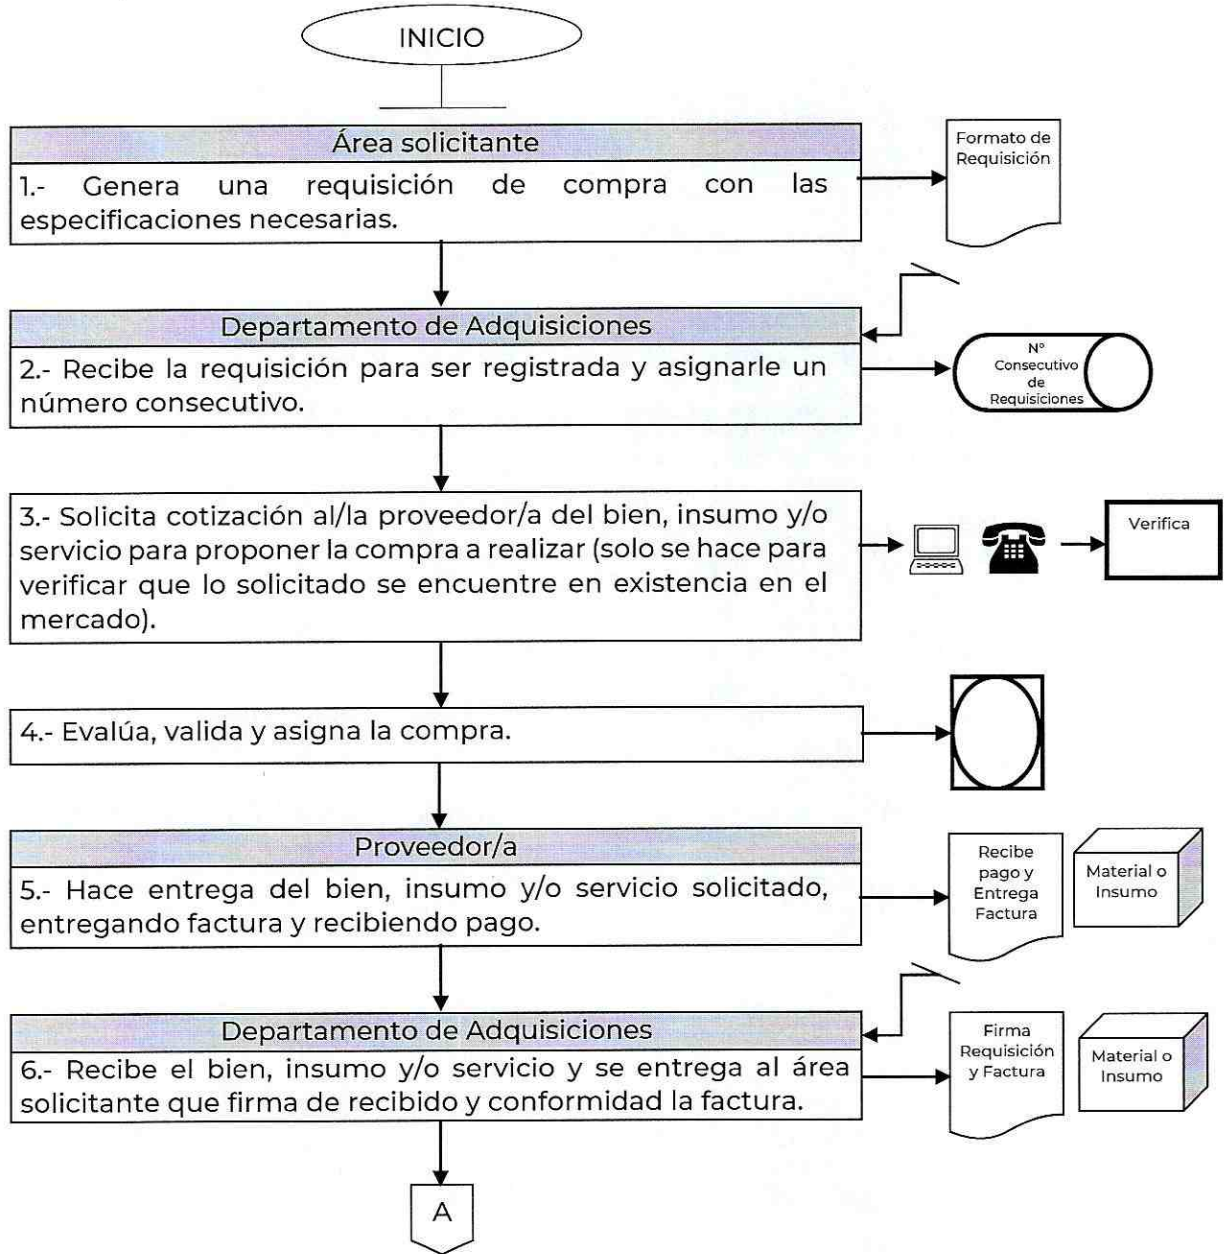 INICIO
Área solicitante
1.- Genera una requisición de compra con las
especificaciones necesarias.
Formato de
Requisición
Departamento de Adquisiciones
2.- Recibe la requisición para ser registrada y asignarle un
número consecutivo.
N°
Consecutivo
de
Requisiciones
3.- Solicita cotización al/la proveedor/a del bien, insumo y/o
servicio para proponer la compra a realizar (solo se hace para
verificar que lo solicitado se encuentre en existencia en el
mercado).
Verifica
4.- Evalúa, valida y asigna la compra.
Proveedor/a
5.- Hace entrega del bien, insumo y/o servicio solicitado,
entregando factura y recibiendo pago.
Recibe
pago y
Entrega
Factura
Material o
Insumo
Departamento de Adquisiciones
6.- Recibe el bien, insumo y/o servicio y se entrega al área
solicitante que firma de recibido y conformidad la factura.
Firma
Requisición
y Factura
Material o
Insumo
A